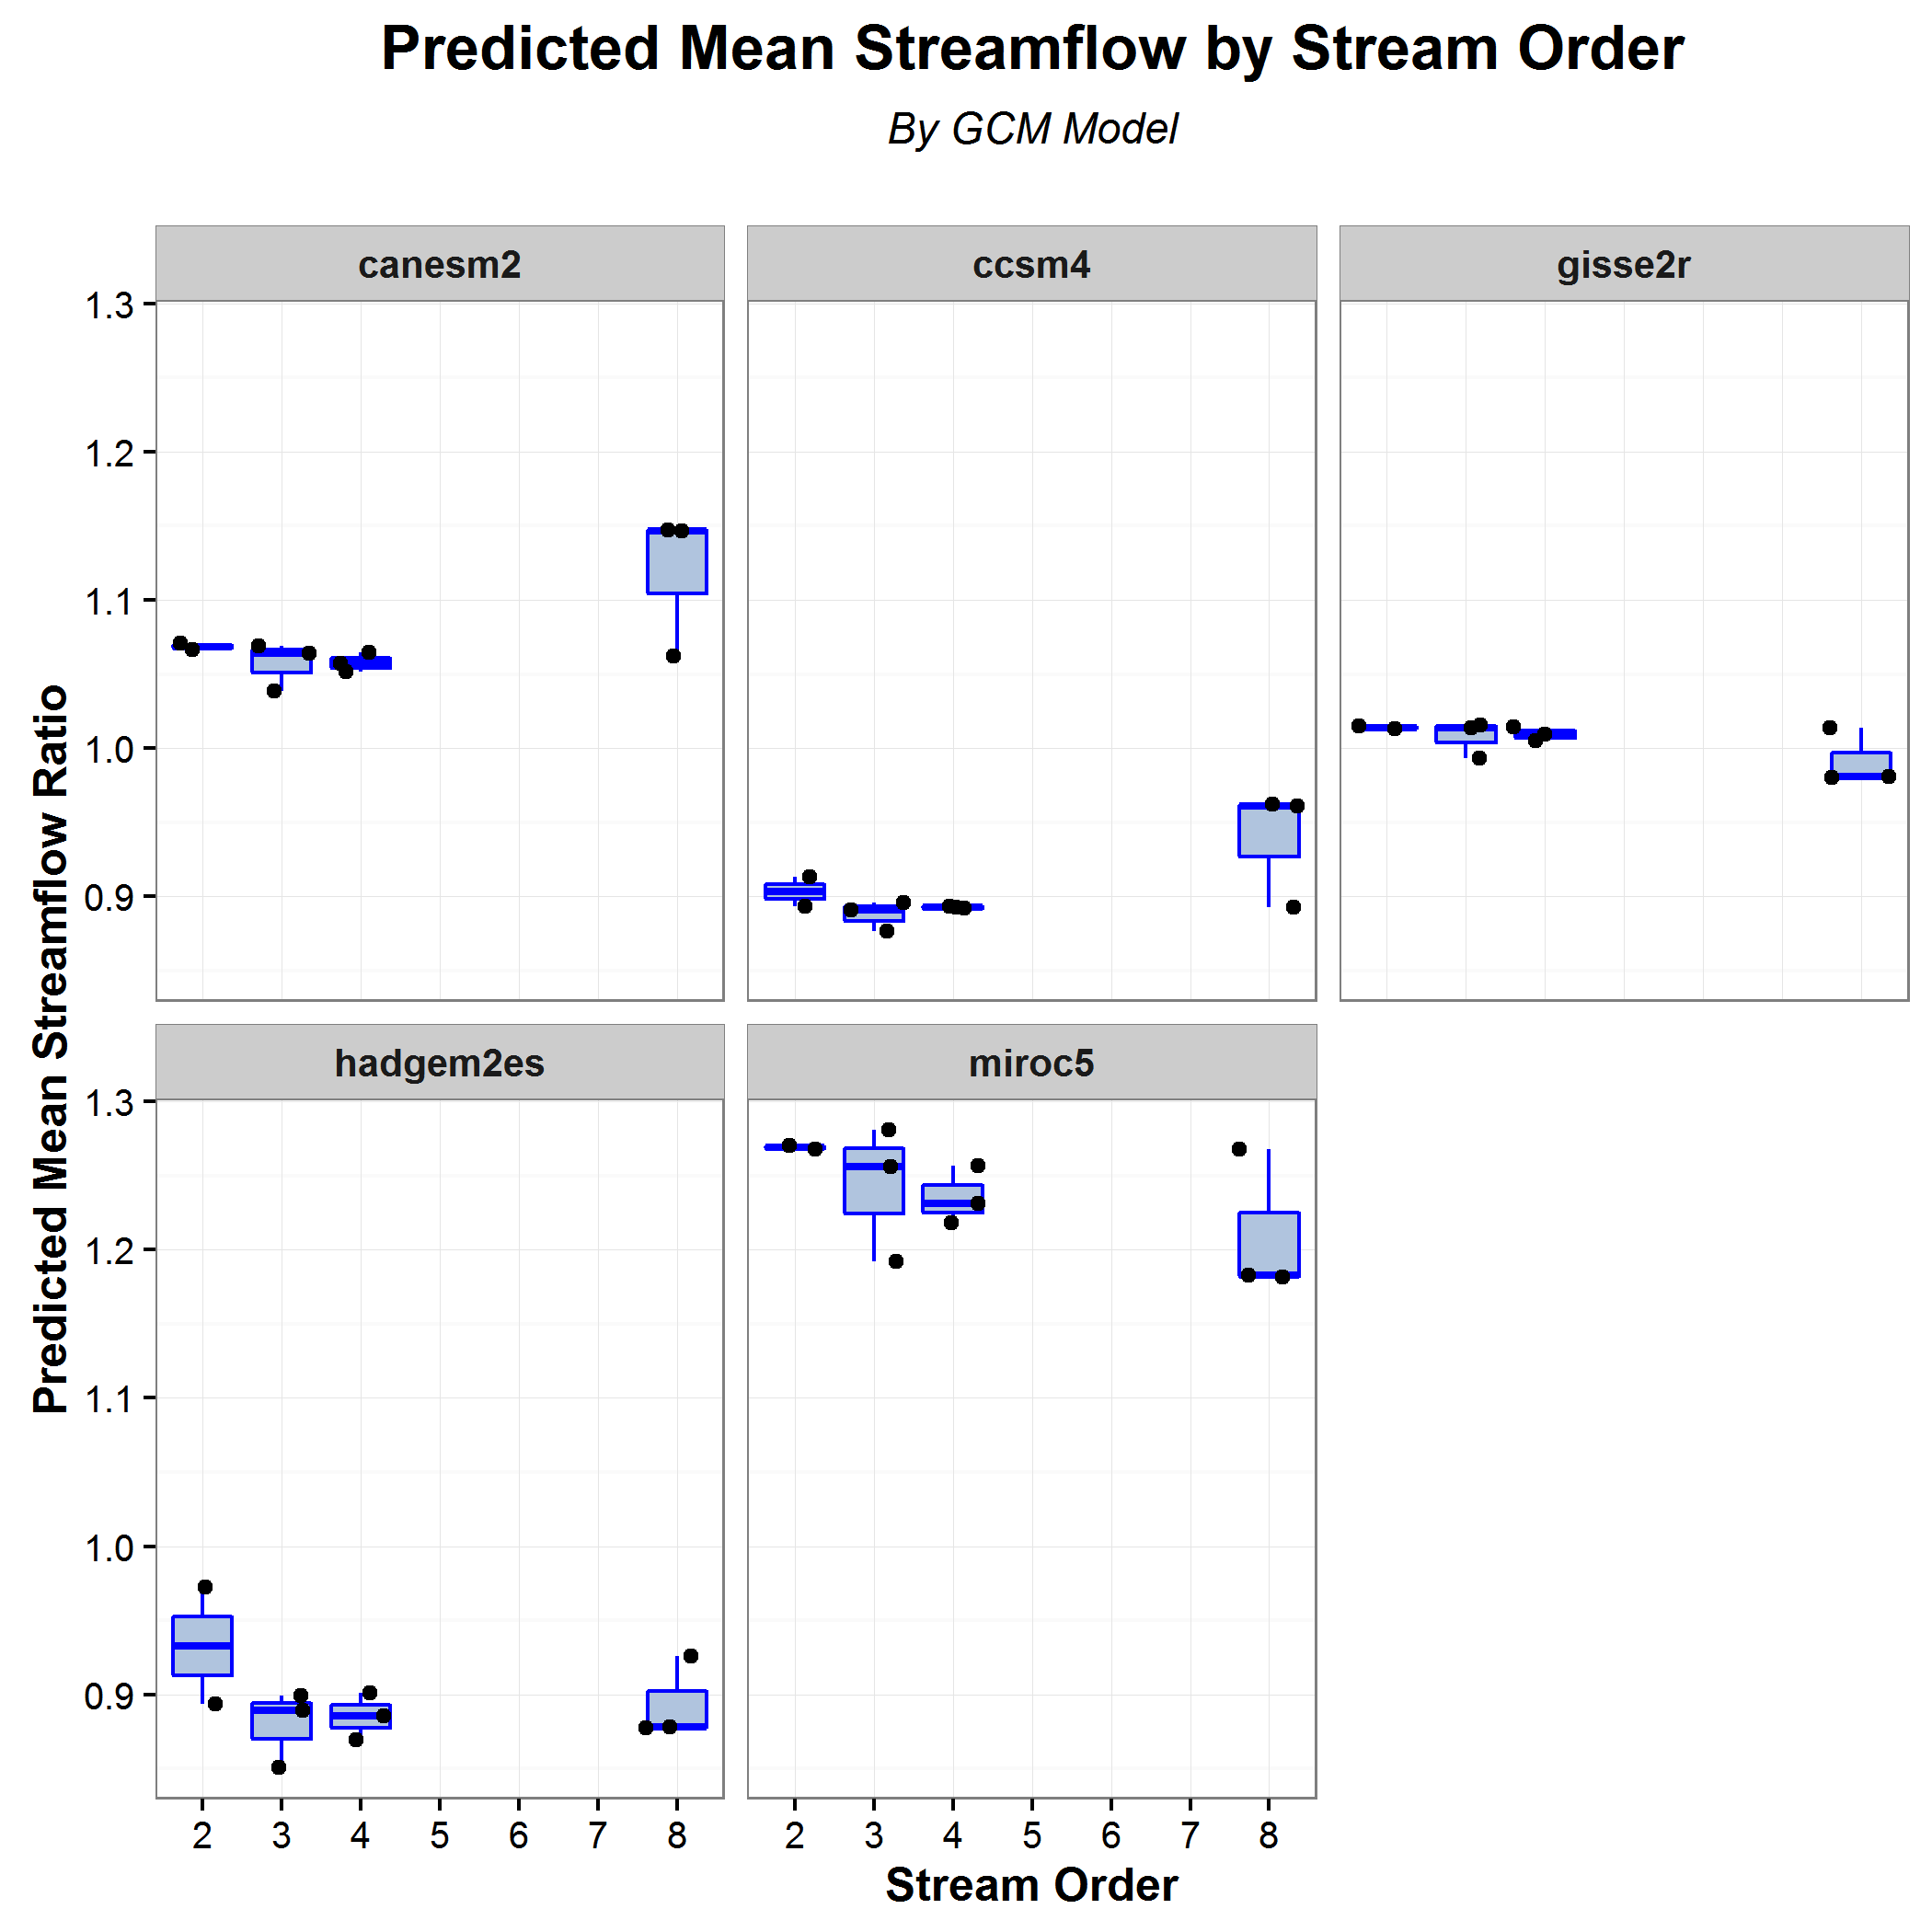 Predicted Mean Streamflow by Stream Order
By GCM Model
canesm2
ccsm4
gisse2r
1.3
1.2
1.1
1.0
0.9
Predicted Mean Streamflow Ratio
hadgem2es
miroc5
1.3
1.2
1.1
1.0
0.9
2 3 4 5 6 7 8
2 3 4 5 6 7 8
Stream Order